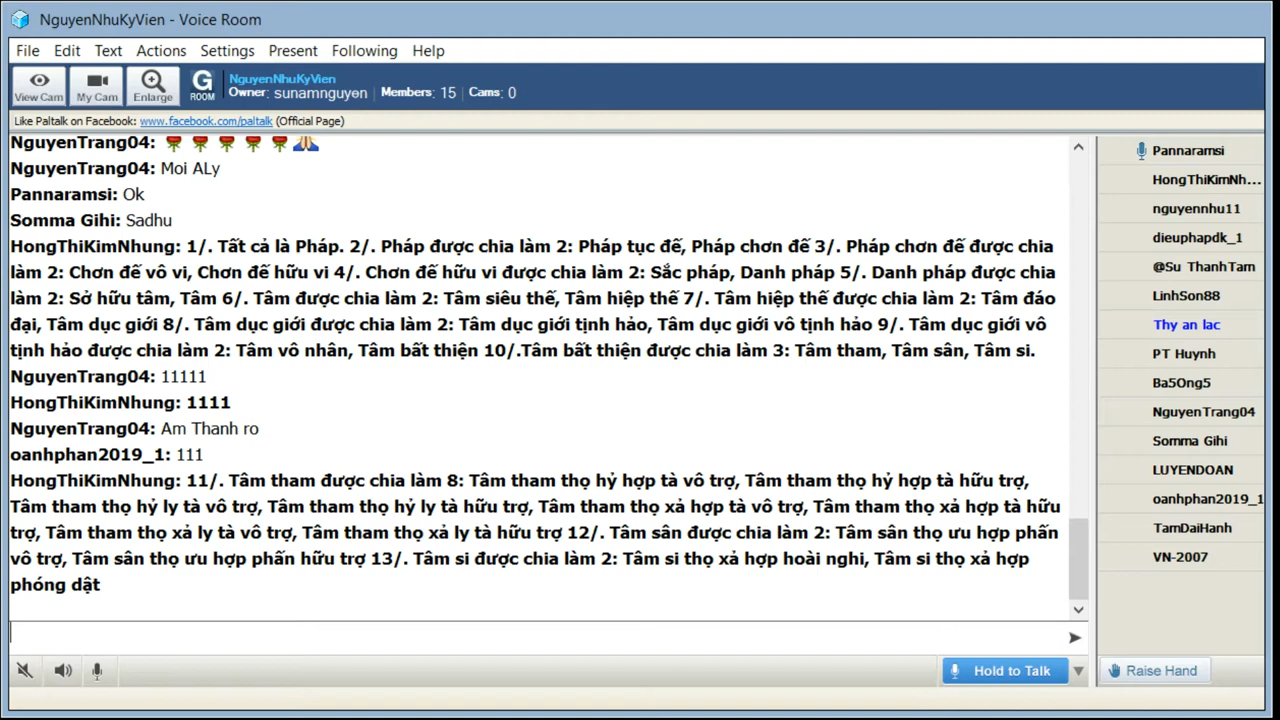 NguyenNhuKyVien - Voice Room
File Edit Text Actions Settings Present Following Help
View Cam My Cam Enlarge G ROOM NguyenNhuKyVien
Owner: sunamnguyen Members: 15 Cams: 0
Like Paltalk on Facebook: www.facebook.com/paltalk (Official Page)
NguyenTrang04:
NguyenTrang04: Moi ALy
Pannaramsi: Ok
Somma Gihi: Sadhu
HongThiKimNhung: 1/. Tất cả là Pháp. 2/. Pháp được chia làm 2: Pháp tục đế, Pháp chơn đế 3/. Pháp chơn đế được chia
làm 2: Chơn đế vô vi, Chơn đế hữu vi 4/. Chơn đế hữu vi được chia làm 2: Sắc pháp, Danh pháp 5/. Danh pháp được chia
làm 2: Sở hữu tâm, Tâm 6/. Tâm được chia làm 2: Tâm siêu thế, Tâm hiệp thế 7/. Tâm hiệp thế được chia làm 2: Tâm đáo
đại, Tâm dục giới 8/. Tâm dục giới được chia làm 2: Tâm dục giới tịnh hảo, Tâm dục giới vô tịnh hảo 9/. Tâm dục giới vô
tịnh hảo được chia làm 2: Tâm vô nhân, Tâm bất thiện 10/.Tâm bất thiện được chia làm 3: Tâm tham, Tâm sân, Tâm si.
NguyenTrang04: 11111
HongThiKimNhung: 1111
NguyenTrang04: Am Thanh ro
oanhphan2019_1: 111
HongThiKimNhung: 11/. Tâm tham được chia làm 8: Tâm tham thọ hỷ hợp tà vô trợ, Tâm tham thọ hỷ hợp tà hữu trợ,
Tâm tham thọ hỷ ly tà vô trợ, Tâm tham thọ hỷ ly tà hữu trợ, Tâm tham thọ xả hợp tà vô trợ, Tâm tham thọ xả hợp tà hữu
trợ, Tâm tham thọ xả ly tà vô trợ, Tâm tham thọ xả ly tà hữu trợ 12/. Tâm sân được chia làm 2: Tâm sân thọ ưu hợp phấn
vô trợ, Tâm sân thọ ưu hợp phấn hữu trợ 13/. Tâm si được chia làm 2: Tâm si thọ xả hợp hoài nghi, Tâm si thọ xả hợp
phóng dật
Pannaramsi
HongThiKimNh...
nguyennhu11
dieuphapdk_1
@Su ThanhTam
LinhSon88
Thy an lac
PT Huynh
Ba5Ong5
NguyenTrang04
Somma Gihi
LUYENDOAN
oanhphan2019_1
TamDaiHanh
VN-2007
Hold to Talk Raise Hand